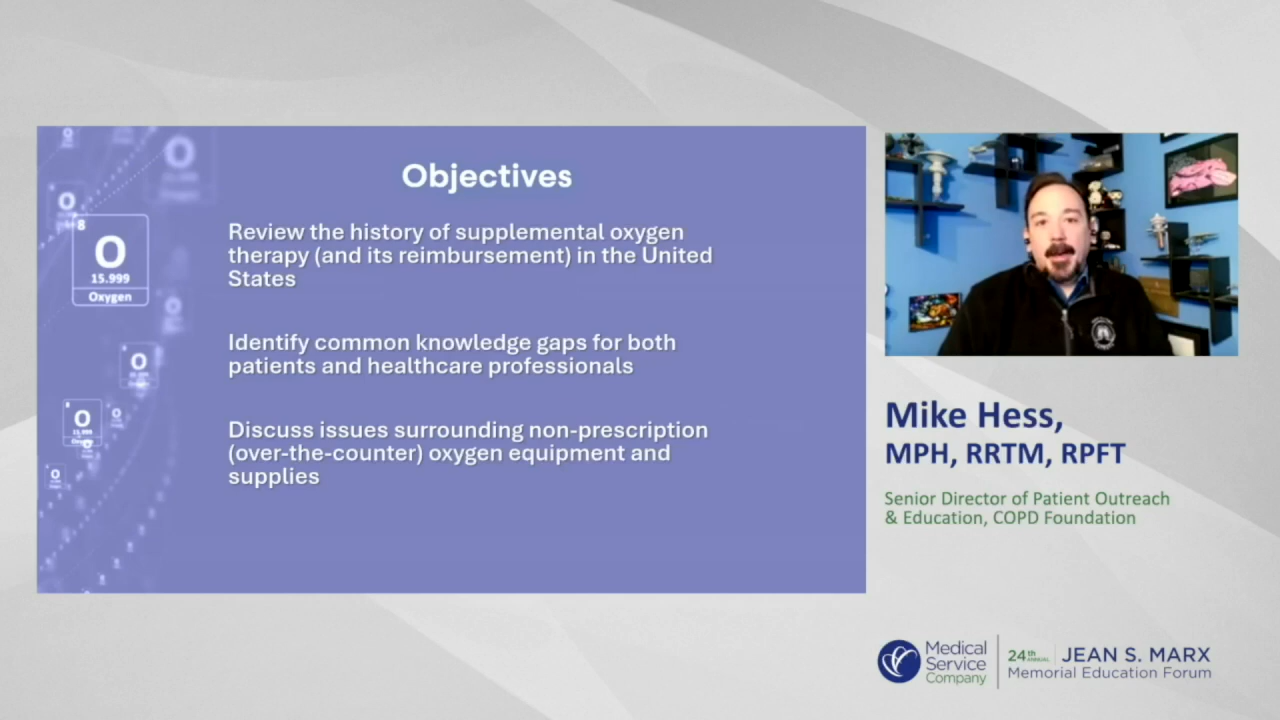 Objectives
Review the history of supplemental oxygen
therapy (and its reimbursement) in the United
States
Identify common knowledge gaps for both
patients and healthcare professionals
Discuss issues surrounding non-prescription
(over-the-counter) oxygen equipment and
supplies
O
O
O
8
O
15.999
Oxygen
O
O
O
15.999
O
O
O
Mike Hess,
MPH, RRTM, RPFT
Senior Director of Patient Outreach
& Education, COPD Foundation
Medical
Service
Company
24th ANNUAL
JEAN S. MARX
Memorial Education Forum